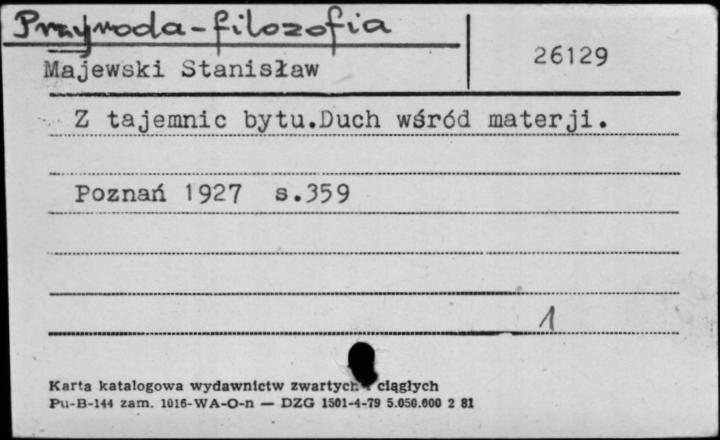 Przyroda-filozofia
Majewski Stanisław
26129
Z tajemnic bytu.Duch wśród materji.
Poznań 1927 s.359
1
Karta katalogowa wydawnictw zwartych i ciągłych
Pu-B-144 zam. 1016-WA-O-n — DZG 1501-4-79 5.050.000 2 81